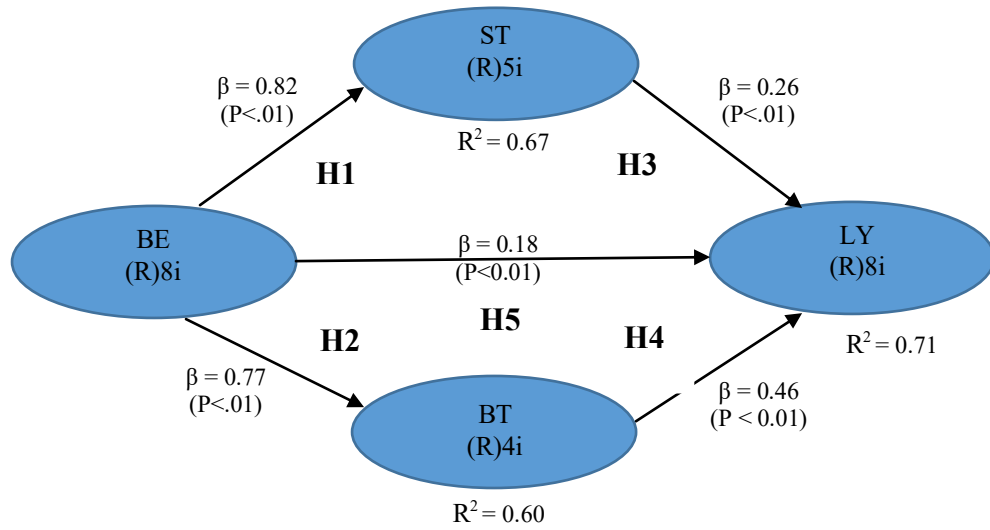 ST
(R)5i
β = 0.82
(P<.01)
β = 0.26
(P<.01)
R² = 0.67
H1
H3
BE
(R)8i
β = 0.18
(P<0.01)
LY
(R)8i
H5
H2
H4
R² = 0.71
β = 0.77
(P<.01)
β = 0.46
(P < 0.01)
BT
(R)4i
R² = 0.60